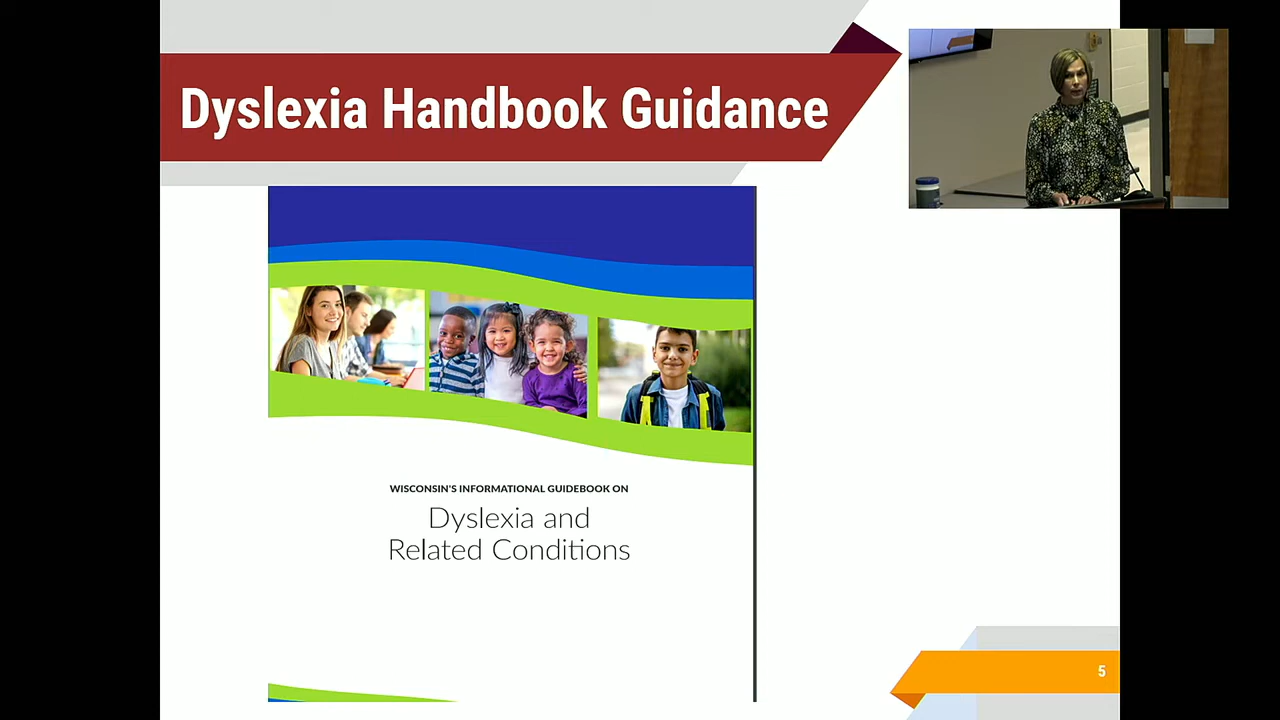 Dyslexia Handbook Guidance
WISCONSIN'S INFORMATIONAL GUIDEBOOK ON
Dyslexia and
Related Conditions
5